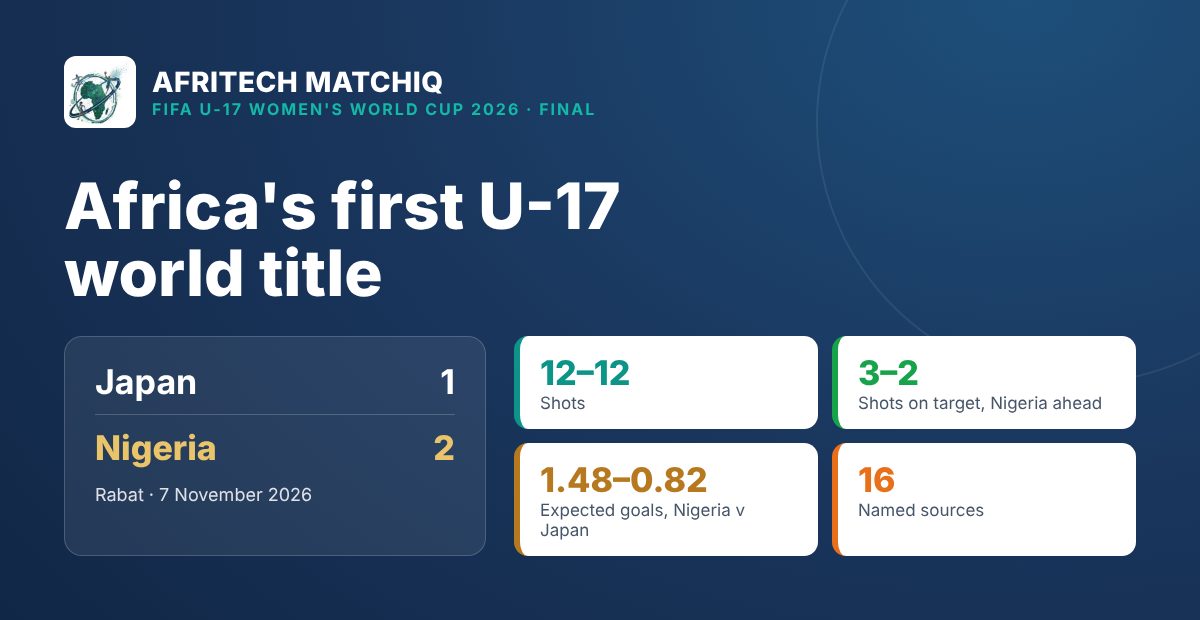 AFRITECH MATCHIQ
FIFA U-17 WOMEN'S WORLD CUP 2026 · FINAL
Africa's first U-17
world title
Japan 1
Nigeria 2
Rabat · 7 November 2026
12–12
Shots
3–2
Shots on target, Nigeria ahead
1.48–0.82
Expected goals, Nigeria v
Japan
16
Named sources